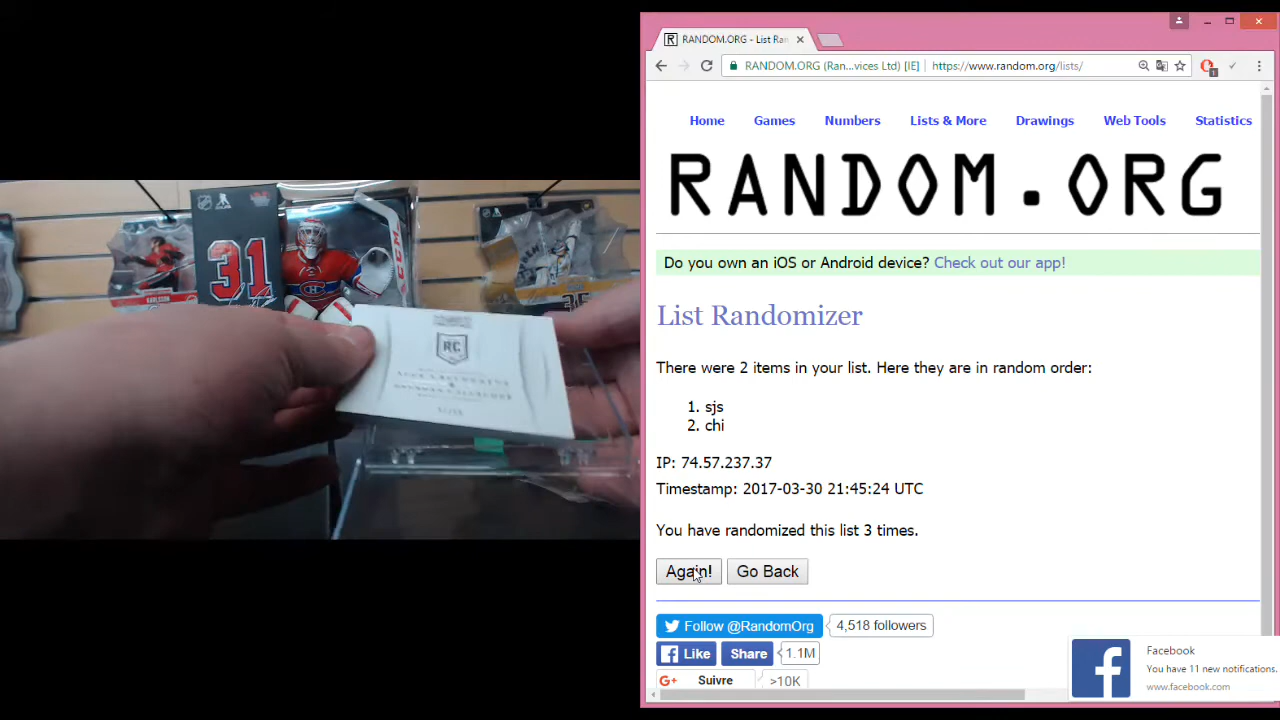 31
CCM
KARLSSON
35
RC
RANDOM.ORG - List Ran
RANDOM.ORG (Ran...vices Ltd) [IE]
https://www.random.org/lists/
Home Games Numbers Lists & More Drawings Web Tools Statistics
RANDOM.ORG
Do you own an iOS or Android device? Check out our app!
List Randomizer
There were 2 items in your list. Here they are in random order:
1. sjs
2. chi
IP: 74.57.237.37
Timestamp: 2017-03-30 21:45:24 UTC
You have randomized this list 3 times.
Again! Go Back
Follow @RandomOrg 4,518 followers
Like Share 1.1M
G+ Suivre >10K
Facebook
You have 11 new notifications.
www.facebook.com